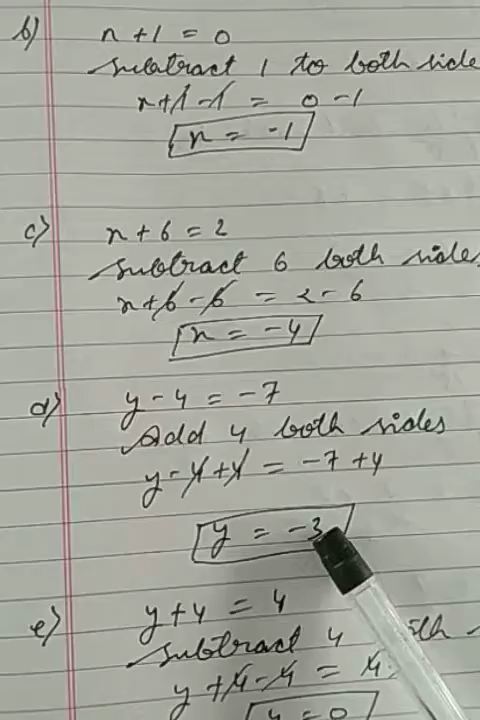 b) x + 1 = 0
Subtract 1 to both side
x + 1 - 1 = 0 - 1
x = -1
c) x + 6 = 2
Subtract 6 both sides
x + 6 - 6 = 2 - 6
x = -4
d) y - 4 = -7
Add 4 both sides
y - 4 + 4 = -7 + 4
y = -3
e) y + 4 = 4
Subtract 4
y + 4 - 4 = 4
y = 0